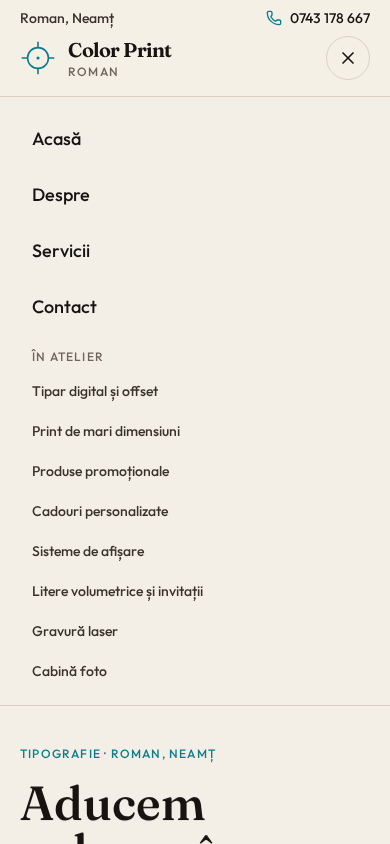 Roman, Neamț
0743 178 667
Color Print
ROMAN
Acasă
Despre
Servicii
Contact
ÎN ATELIER
Tipar digital și offset
Print de mari dimensiuni
Produse promoționale
Cadouri personalizate
Sisteme de afișare
Litere volumetrice și invitații
Gravură laser
Cabină foto
TIPOGRAFIE · ROMAN, NEAMȚ
Aducem